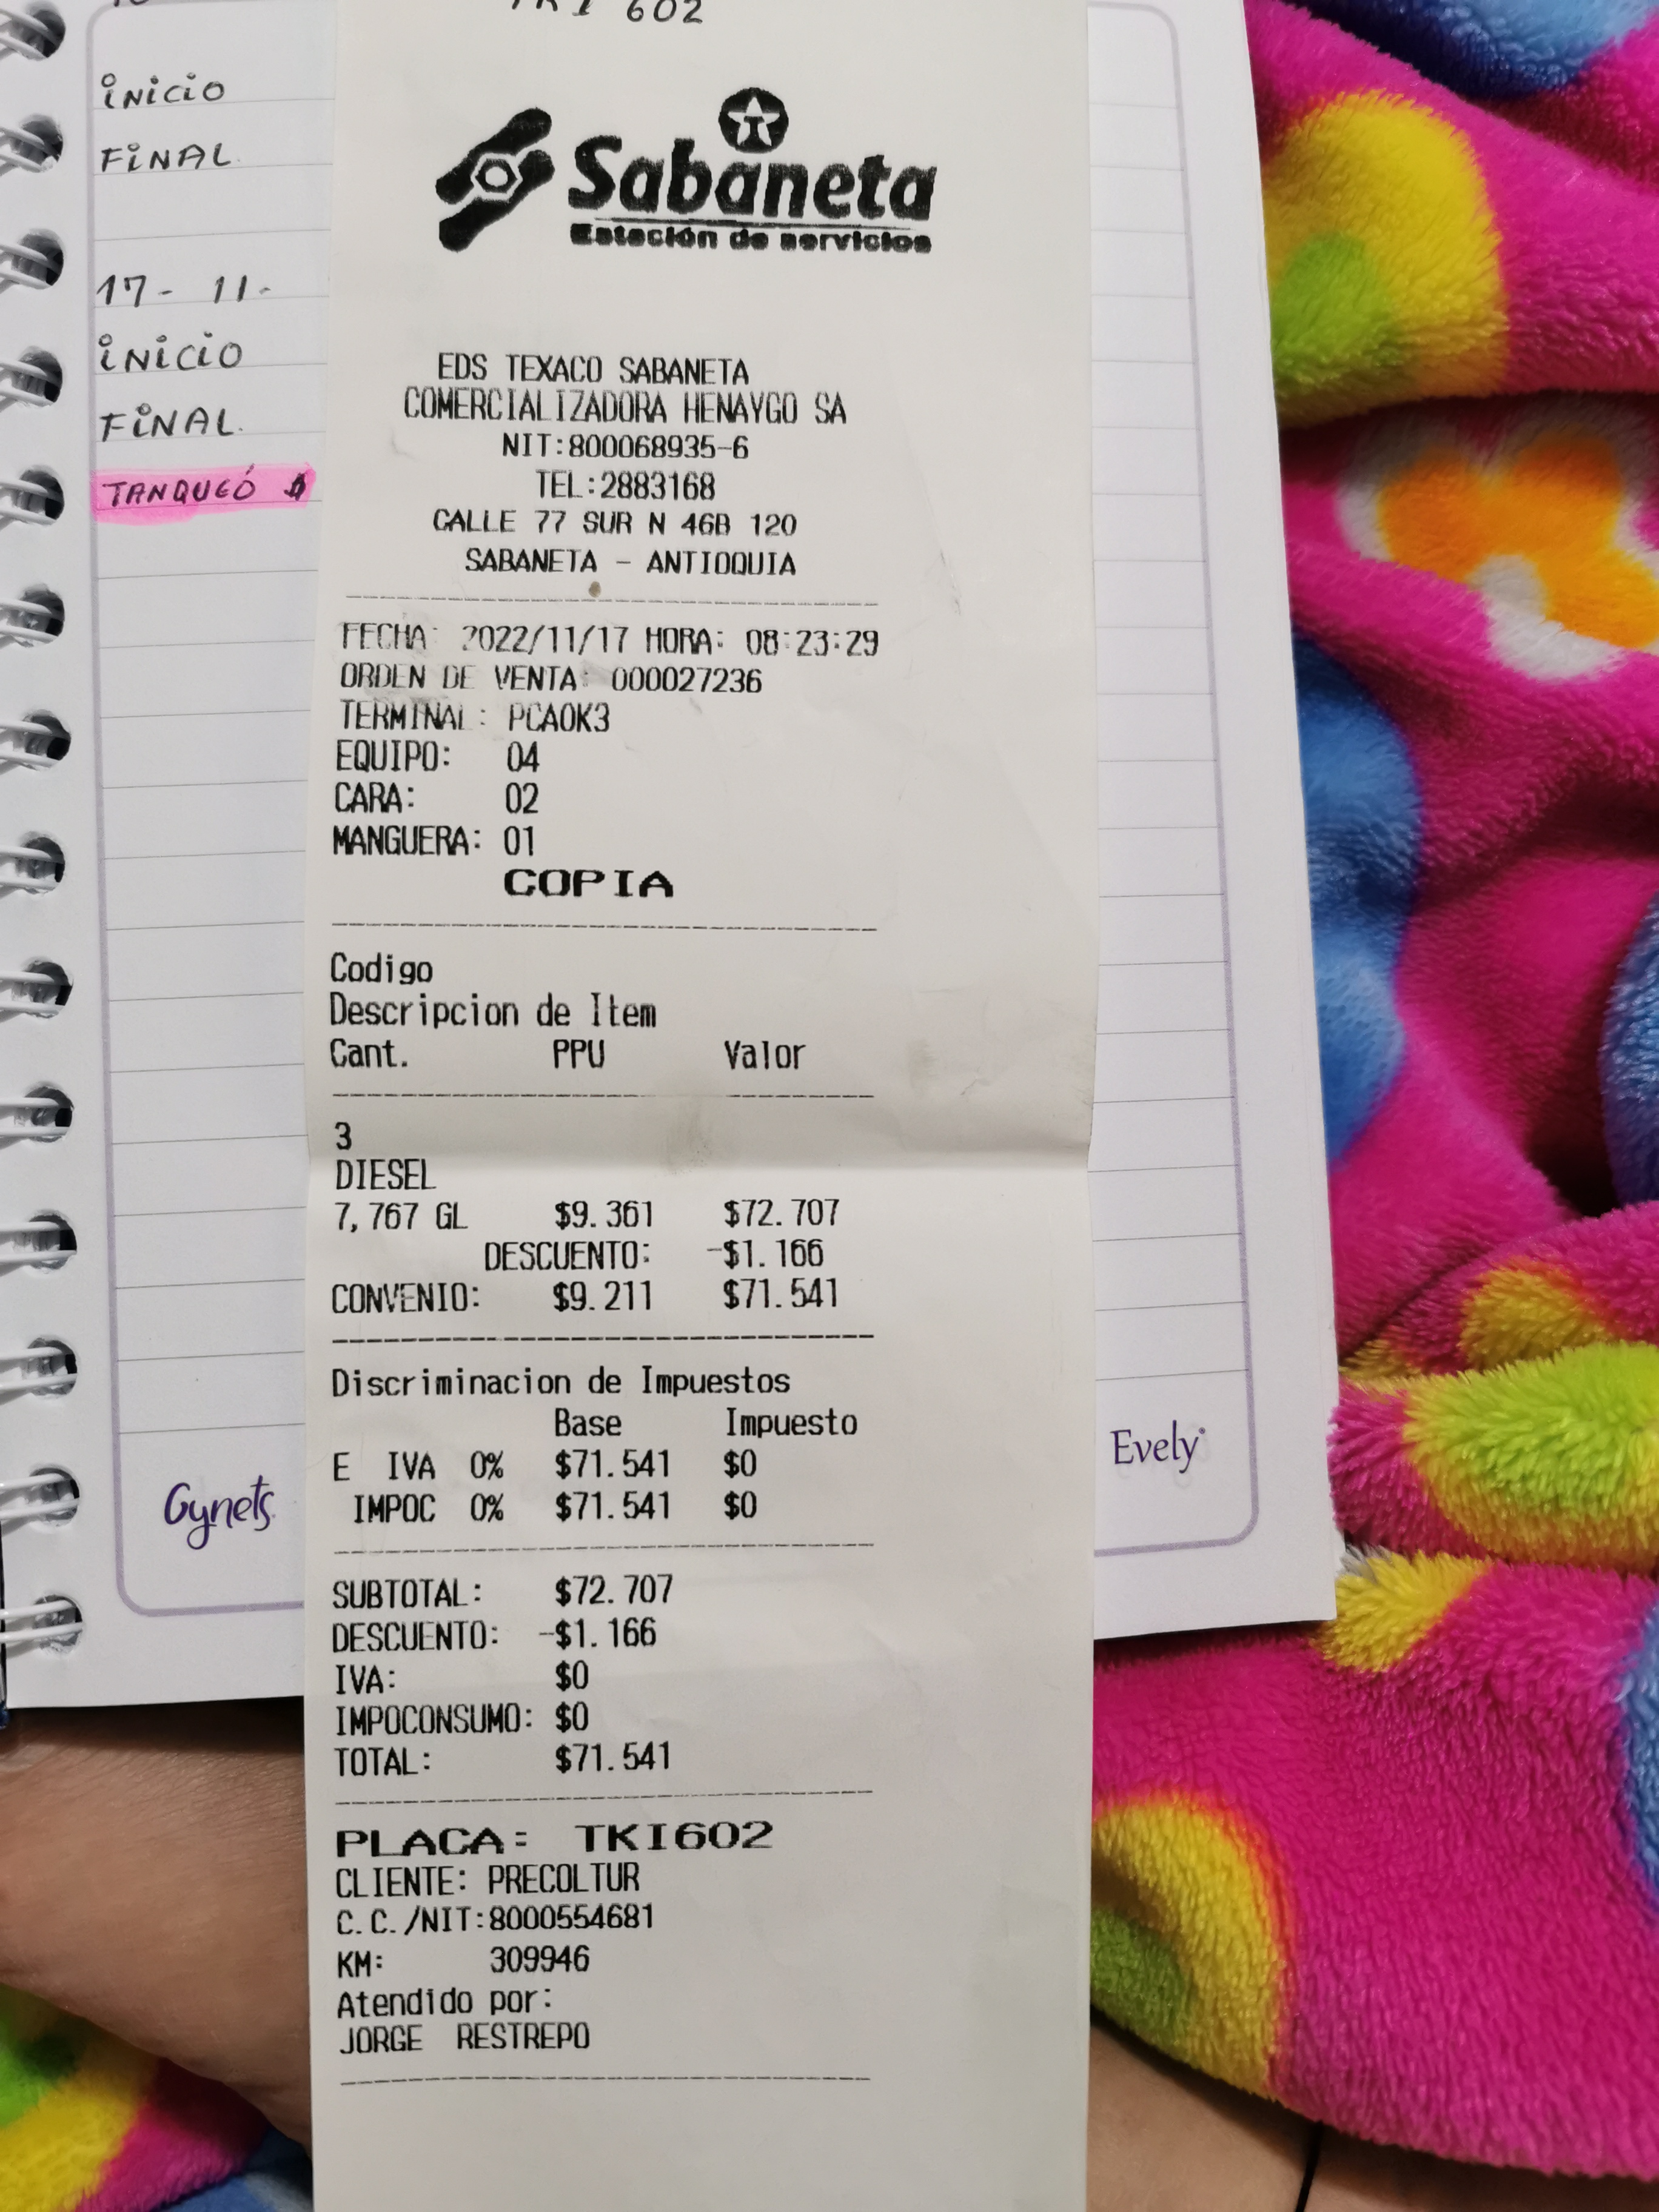 602
iNiCiO
FiNAL.
17- 11-
iNiCiO
FiNAL.
TANQUEÓ $
Sabaneta
Estación de servicios
EDS TEXACO SABANETA
COMERCIALIZADORA HENAYGO SA
NIT:800068935-6
TEL:2883168
CALLE 77 SUR N 46B 120
SABANETA - ANTIOQUIA
FECHA: 2022/11/17 HORA: 08:23:29
ORDEN DE VENTA: 000027236
TERMINAL: PCA0K3
EQUIPO: 04
CARA: 02
MANGUERA: 01
COPIA
Codigo
Descripcion de Item
Cant. PPU Valor
3
DIESEL
7,767 GL $9.361 $72.707
DESCUENTO: -$1.166
CONVENIO: $9.211 $71.541
Discriminacion de Impuestos
Base Impuesto
E IVA 0% $71.541 $0
IMPOC 0% $71.541 $0
SUBTOTAL: $72.707
DESCUENTO: -$1.166
IVA: $0
IMPOCONSUMO: $0
TOTAL: $71.541
PLACA: TKI602
CLIENTE: PRECOLTUR
C.C./NIT:8000554681
KM: 309946
Atendido por:
JORGE RESTREPO
Gynets
Evely